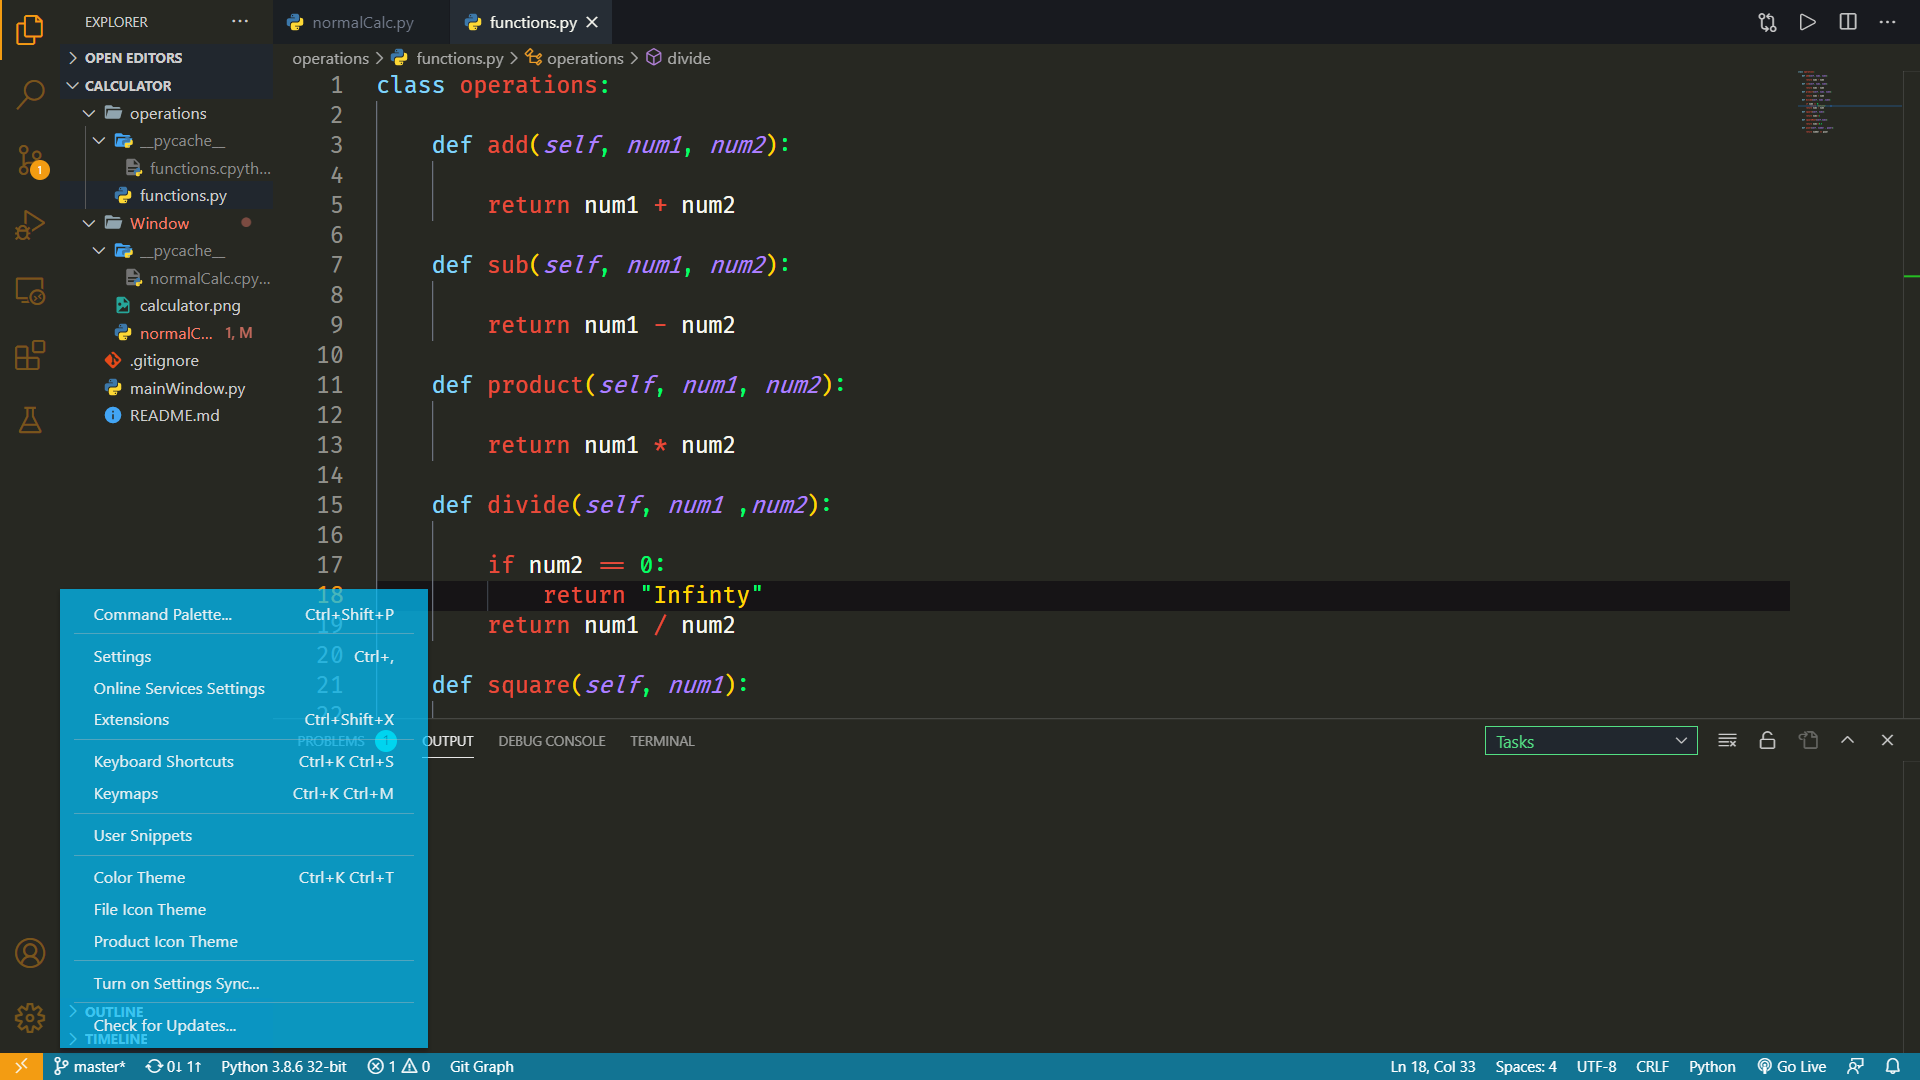 EXPLORER
normalCalc.py
functions.py
OPEN EDITORS
CALCULATOR
operations
__pycache__
functions.cpyth...
functions.py
Window
__pycache__
normalCalc.cpy...
calculator.png
normalC... 1, M
.gitignore
mainWindow.py
README.md
operations > functions.py > operations > divide
1 class operations:
2
3 def add(self, num1, num2):
4
5 return num1 + num2
6
7 def sub(self, num1, num2):
8
9 return num1 - num2
10
11 def product(self, num1, num2):
12
13 return num1 * num2
14
15 def divide(self, num1 ,num2):
16
17 if num2 == 0:
18 return "Infinty"
19 return num1 / num2
20
21 def square(self, num1):
22
Command Palette... Ctrl+Shift+P
Settings Ctrl+,
Online Services Settings
Extensions Ctrl+Shift+X
Keyboard Shortcuts Ctrl+K Ctrl+S
Keymaps Ctrl+K Ctrl+M
User Snippets
Color Theme Ctrl+K Ctrl+T
File Icon Theme
Product Icon Theme
Turn on Settings Sync...
OUTLINE
Check for Updates...
TIMELINE
PROBLEMS 1 OUTPUT DEBUG CONSOLE TERMINAL
Tasks
1
master* 0↓ 1↑ Python 3.8.6 32-bit 1 0 Git Graph
Ln 18, Col 33 Spaces: 4 UTF-8 CRLF Python Go Live